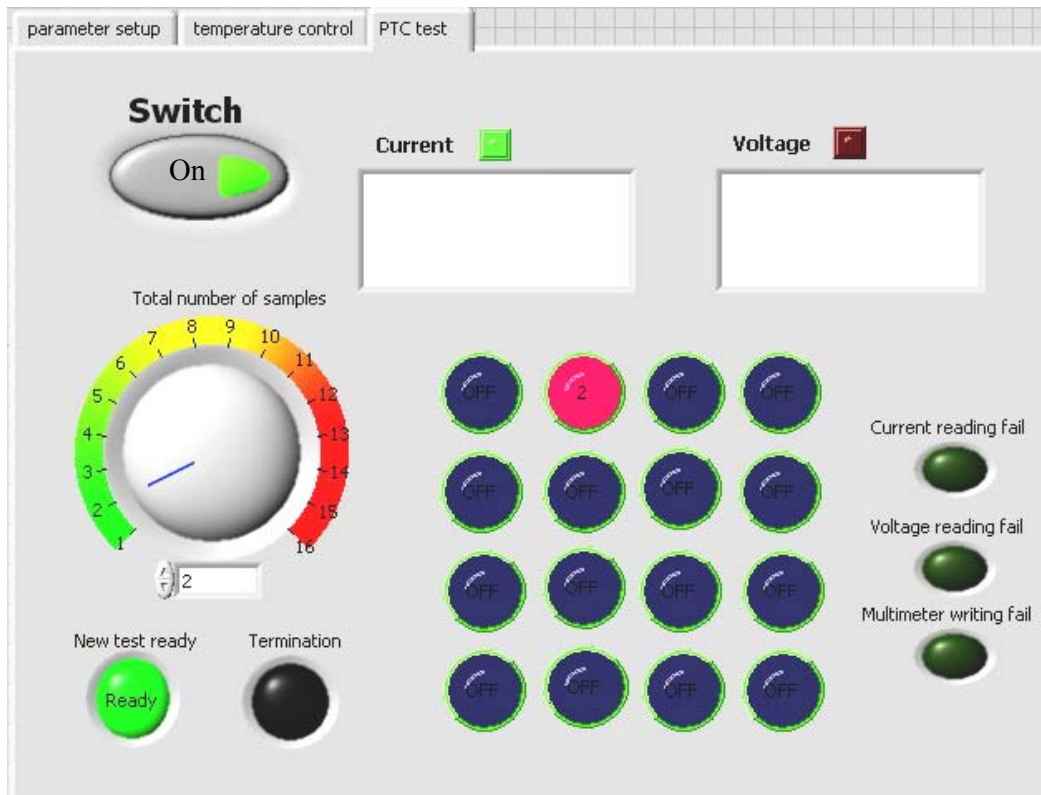 parameter setup temperature control PTC test
Switch
On
Current
Voltage
Total number of samples
1
2
3
4
5
6
7
8
9
10
11
12
13
14
15
16
2
New test ready
Ready
Termination
OFF 2 OFF OFF
OFF OFF OFF OFF
OFF OFF OFF OFF
OFF OFF OFF OFF
Current reading fail
Voltage reading fail
Multimeter writing fail